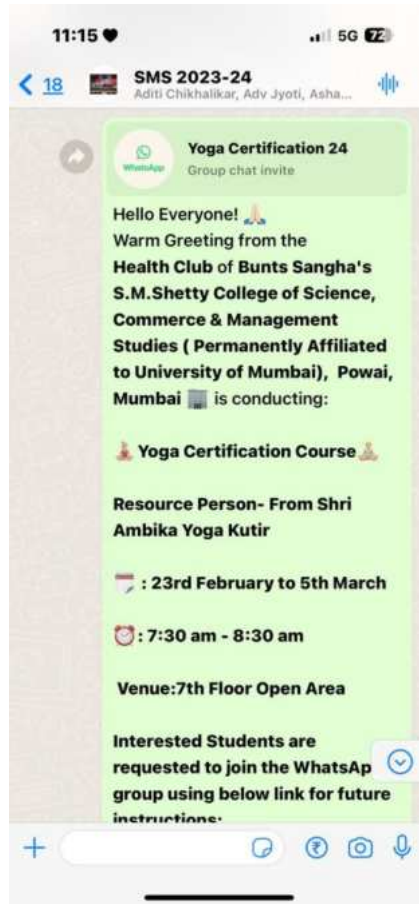 11:15
5G 72
18
SMS 2023-24
Aditi Chikhalikar, Adv Jyoti, Asha...
WhatsApp
Yoga Certification 24
Group chat invite
Hello Everyone! 🙏🏻
Warm Greeting from the
Health Club of Bunts Sangha's
S.M.Shetty College of Science,
Commerce & Management
Studies ( Permanently Affiliated
to University of Mumbai), Powai,
Mumbai 🏢 is conducting:
Yoga Certification Course
Resource Person- From Shri
Ambika Yoga Kutir
: 23rd February to 5th March
⏰: 7:30 am - 8:30 am
Venue:7th Floor Open Area
Interested Students are
requested to join the WhatsAp
group using below link for future
instructions:
₹